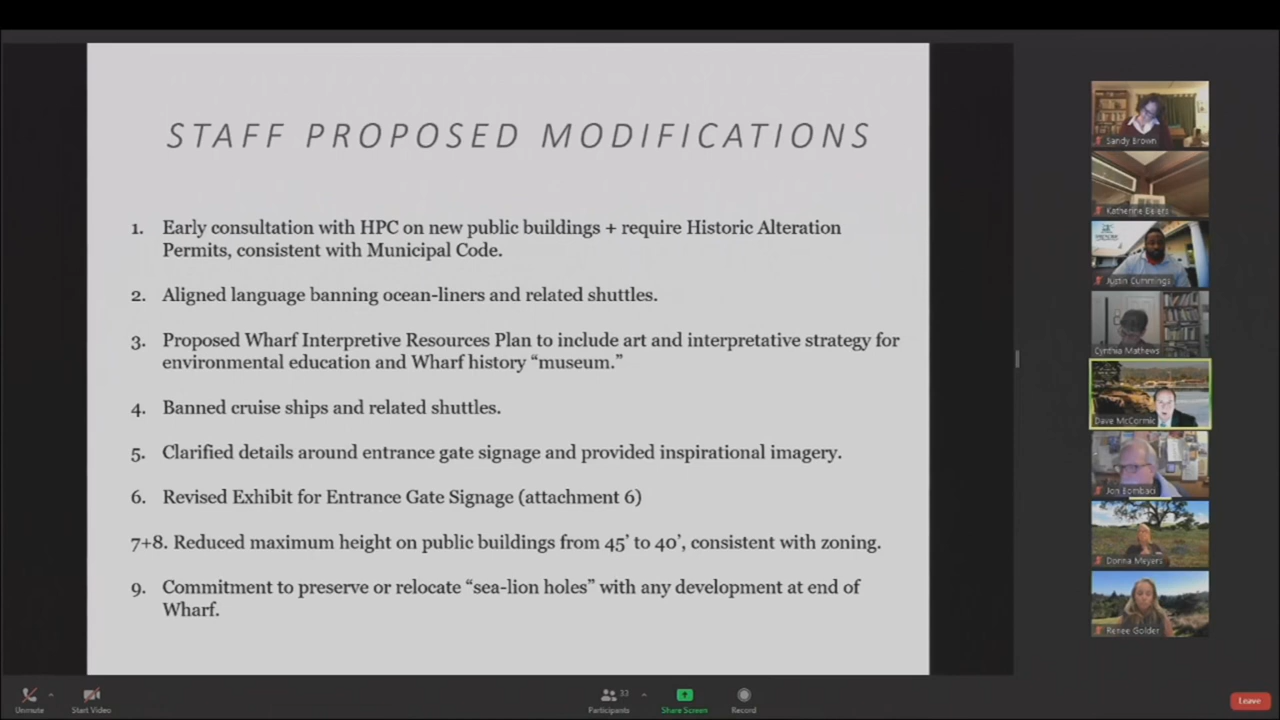 STAFF PROPOSED MODIFICATIONS
1. Early consultation with HPC on new public buildings + require Historic Alteration
Permits, consistent with Municipal Code.
2. Aligned language banning ocean-liners and related shuttles.
3. Proposed Wharf Interpretive Resources Plan to include art and interpretative strategy for
environmental education and Wharf history “museum.”
4. Banned cruise ships and related shuttles.
5. Clarified details around entrance gate signage and provided inspirational imagery.
6. Revised Exhibit for Entrance Gate Signage (attachment 6)
7+8. Reduced maximum height on public buildings from 45’ to 40’, consistent with zoning.
9. Commitment to preserve or relocate “sea-lion holes” with any development at end of
Wharf.
Sandy Brown
Katherine
Justin Cummings
Cynthia Mathews
Dave McCormic
Jon Bombaci
Donna Meyers
Renee Golder
Unmute
Start Video
33
Participants
Share Screen
Record
Leave